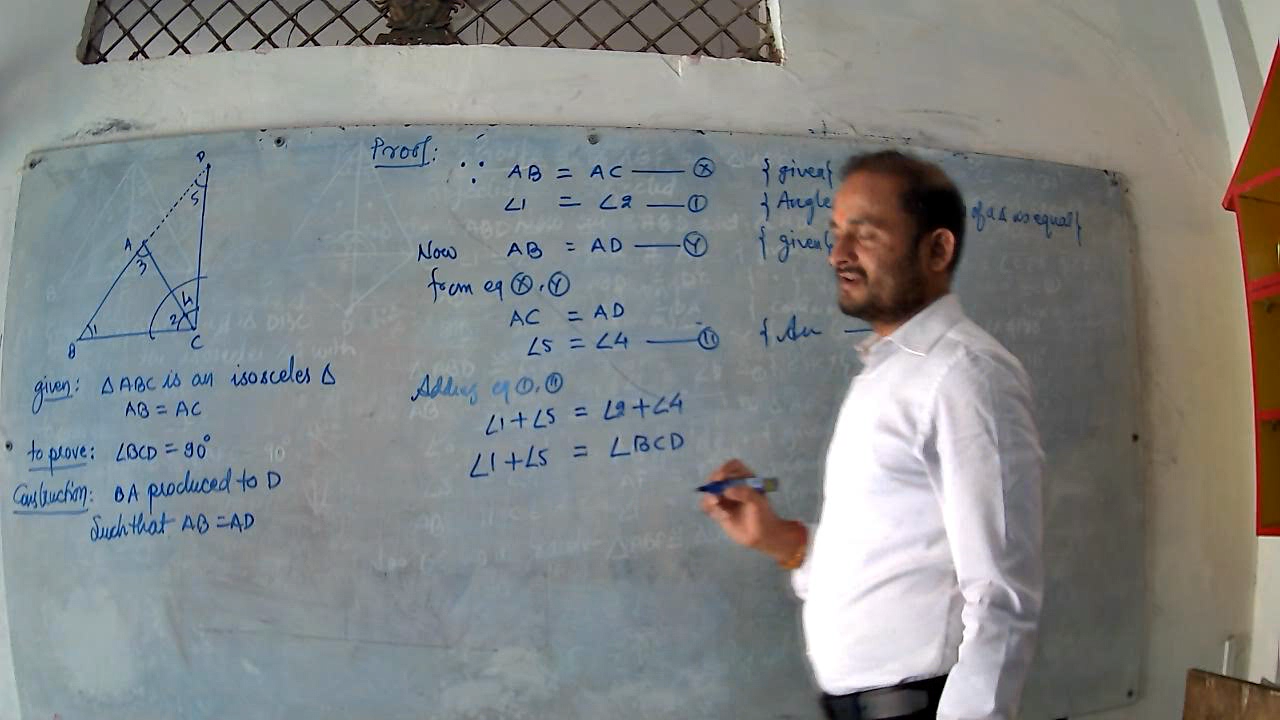 Proof: ∵ AB = AC — Ⓧ { given }
∠1 = ∠2 — Ⓘ { Angle of a Δ is equal }
Now AB = AD — Ⓨ { given }
from eq Ⓧ, Ⓨ
AC = AD
∠5 = ∠4 — Ⓘ Ⓘ {
Adding eq Ⓘ, ⒾⒾ
∠1+∠5 = ∠2+∠4
∠1+∠5 = ∠BCD
D
5
A
3
4
1
2
B
C
given: Δ ABC is an isosceles Δ
AB = AC
to prove: ∠BCD = 90°
Construction: BA produced to D
Such that AB = AD